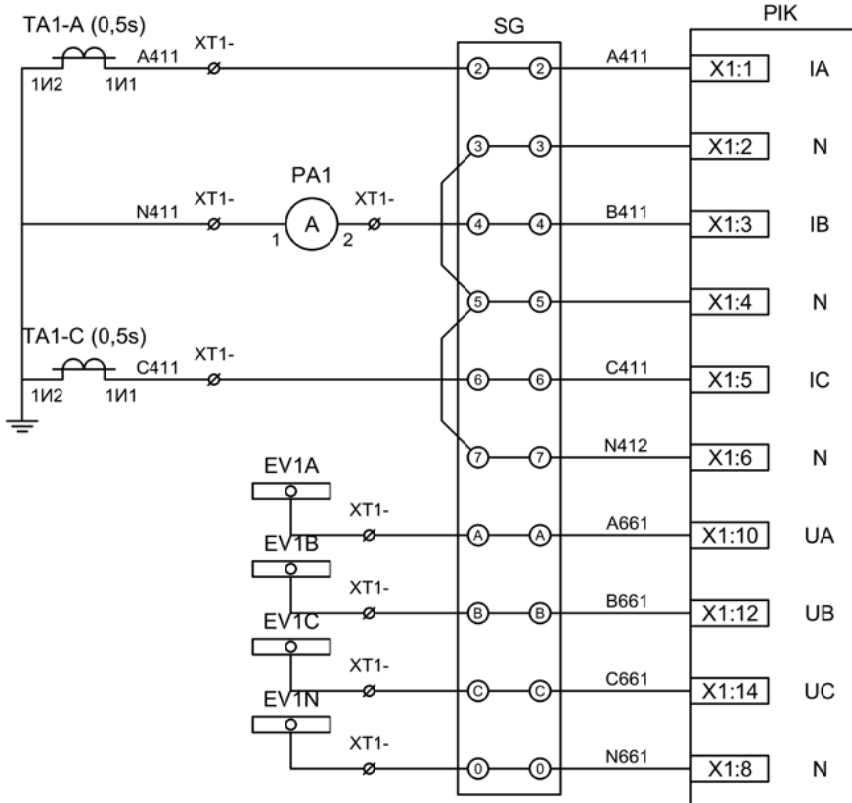 PIK
SG
TA1-A (0,5s)
1И2
1И1
A411
XT1-
2
2
A411
X1:1
IA
3
3
X1:2
N
N411
XT1-
PA1
1
A
2
XT1-
4
4
B411
X1:3
IB
5
5
X1:4
N
TA1-C (0,5s)
1И2
1И1
C411
XT1-
6
6
C411
X1:5
IC
7
7
N412
X1:6
N
EV1A
XT1-
A
A
A661
X1:10
UA
EV1B
XT1-
B
B
B661
X1:12
UB
EV1C
XT1-
C
C
C661
X1:14
UC
EV1N
XT1-
0
0
N661
X1:8
N